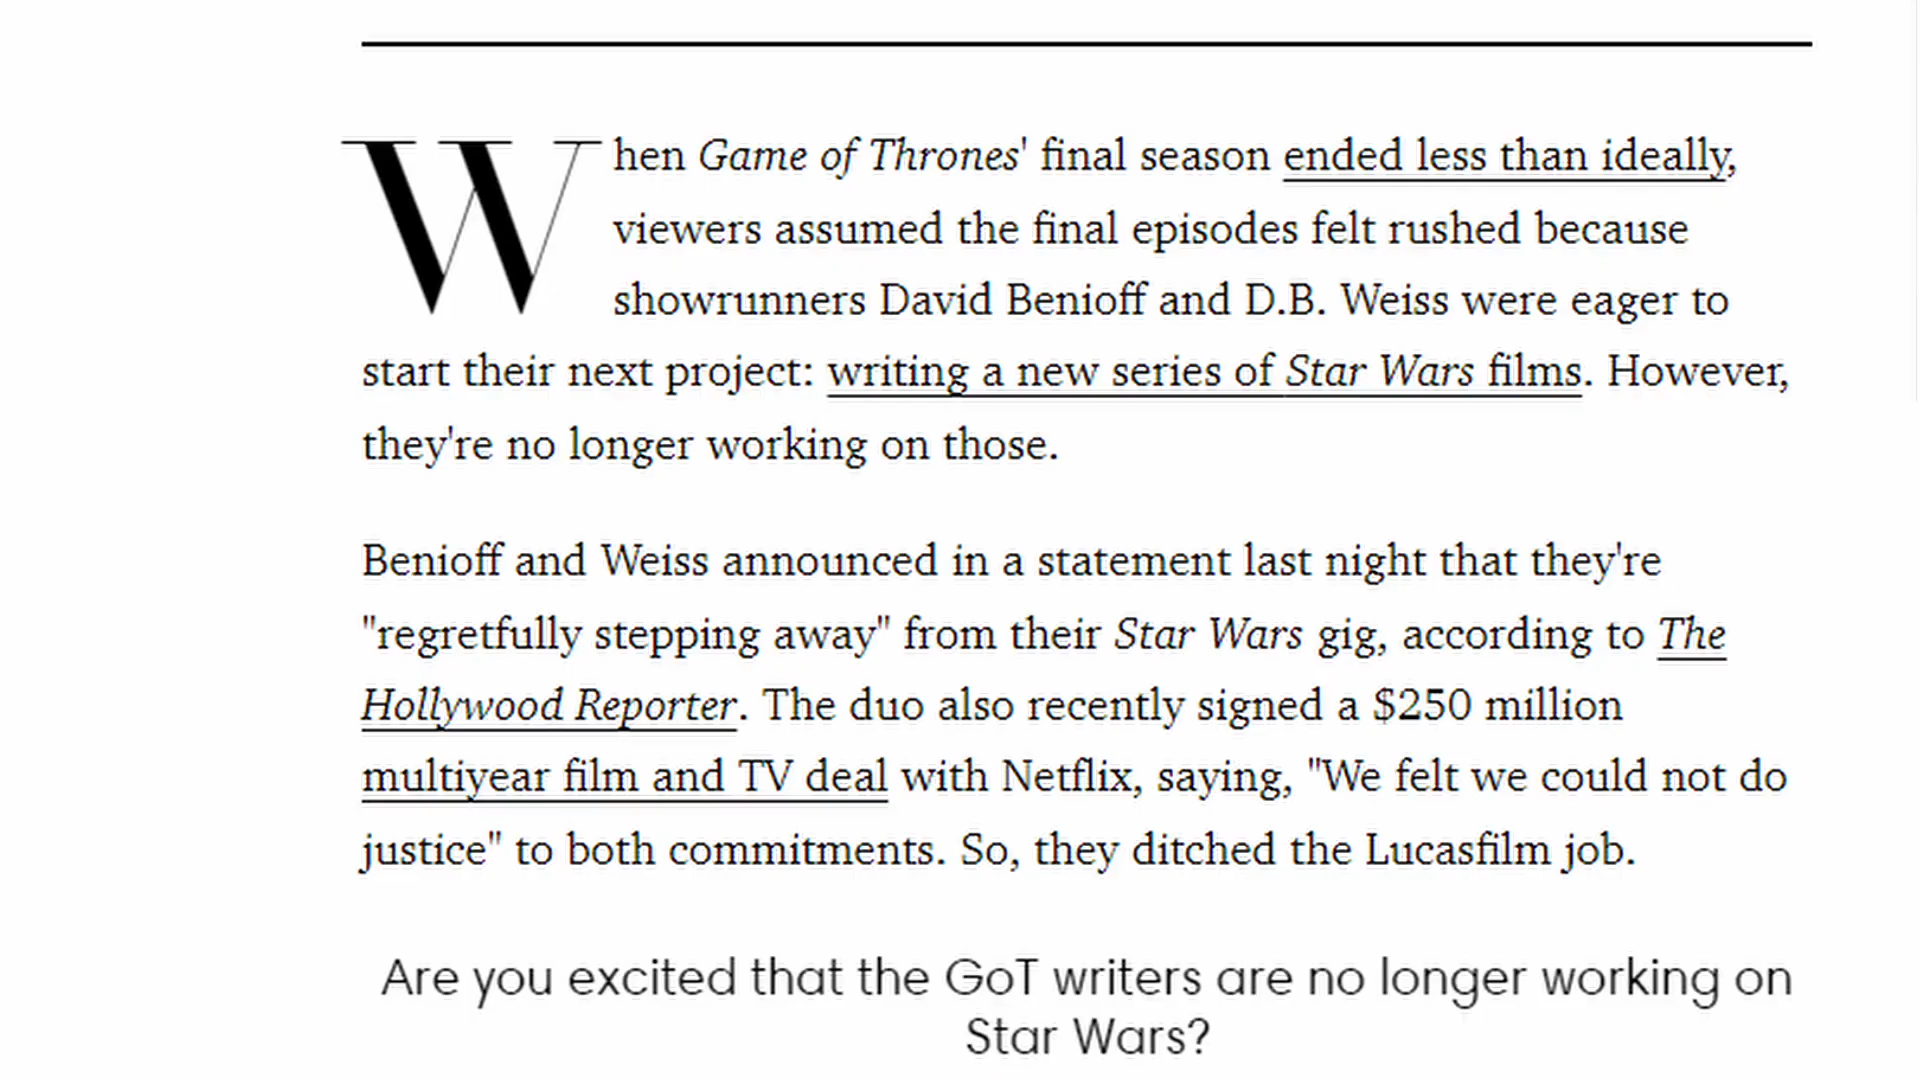 When Game of Thrones' final season ended less than ideally,
viewers assumed the final episodes felt rushed because
showrunners David Benioff and D.B. Weiss were eager to
start their next project: writing a new series of Star Wars films. However,
they're no longer working on those.
Benioff and Weiss announced in a statement last night that they're
"regretfully stepping away" from their Star Wars gig, according to The
Hollywood Reporter. The duo also recently signed a $250 million
multiyear film and TV deal with Netflix, saying, "We felt we could not do
justice" to both commitments. So, they ditched the Lucasfilm job.
Are you excited that the GoT writers are no longer working on
Star Wars?